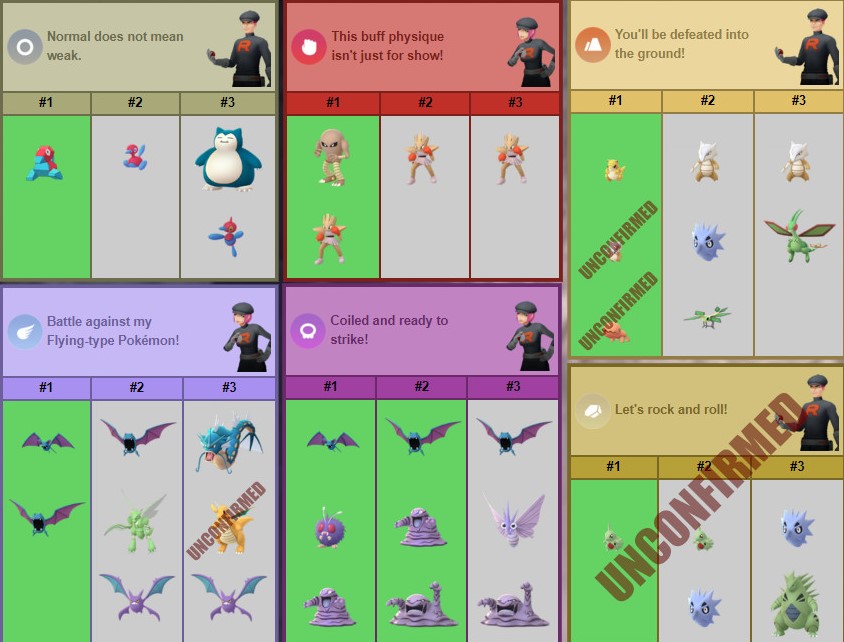 Normal does not mean
weak.
#1 #2 #3
This buff physique
isn't just for show!
#1 #2 #3
You'll be defeated into
the ground!
#1 #2 #3
UNCONFIRMED
UNCONFIRMED
Battle against my
Flying-type Pokémon!
#1 #2 #3
UNCONFIRMED
Coiled and ready to
strike!
#1 #2 #3
Let's rock and roll!
#1 #2 #3
UNCONFIRMED